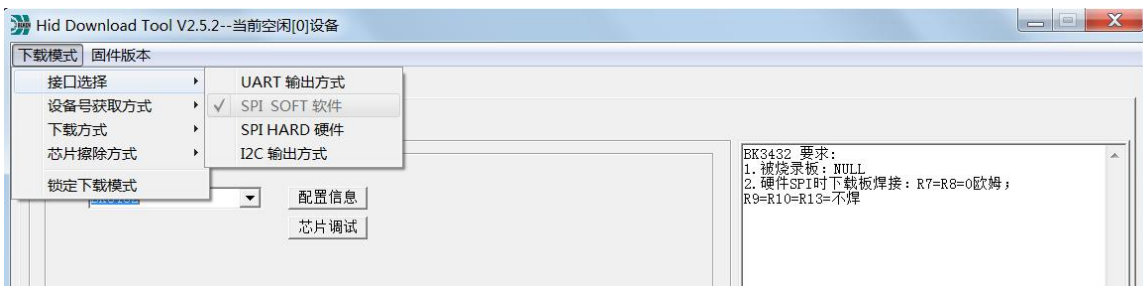 Hid Download Tool V2.5.2--当前空闲[0]设备
下载模式 固件版本
接口选择
设备号获取方式
下载方式
芯片擦除方式
锁定下载模式
UART 输出方式
SPI SOFT 软件
SPI HARD 硬件
I2C 输出方式
配置信息
芯片调试
BK3432 要求:
1.被烧录板:NULL
2.硬件SPI时下载板焊接:R7=R8=0欧姆;
R9=R10=R13=不焊